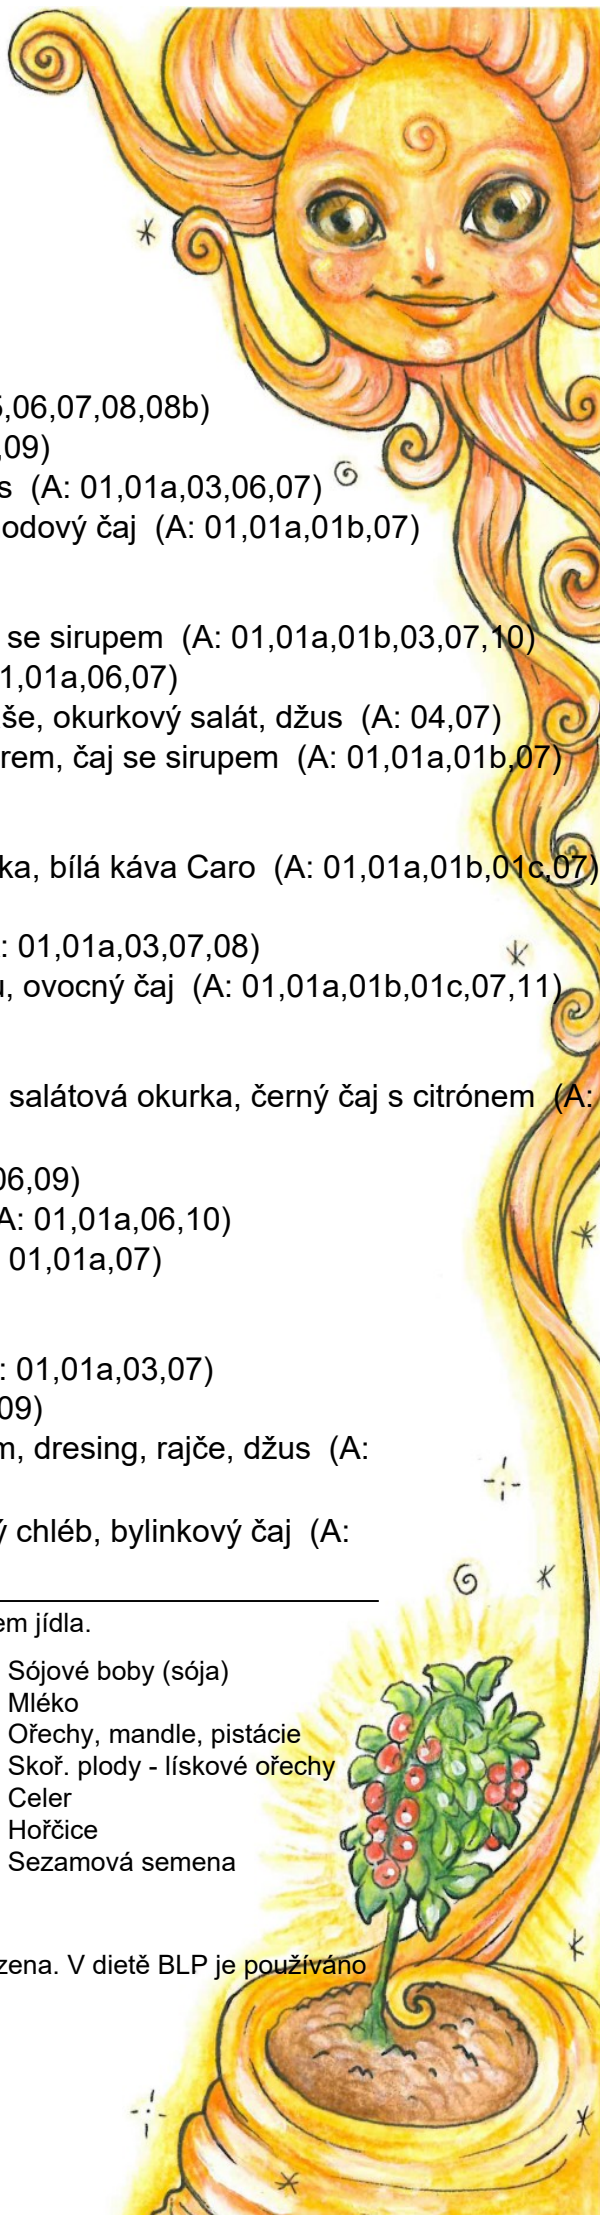 ,06,07,08,08b)
,09)
s (A: 01,01a,03,06,07)
odový čaj (A: 01,01a,01b,07)
se sirupem (A: 01,01a,01b,03,07,10)
1,01a,06,07)
še, okurkový salát, džus (A: 04,07)
rem, čaj se sirupem (A: 01,01a,01b,07)
ka, bílá káva Caro (A: 01,01a,01b,01c,07)
: 01,01a,03,07,08)
, ovocný čaj (A: 01,01a,01b,01c,07,11)
salátová okurka, černý čaj s citrónem (A:
06,09)
A: 01,01a,06,10)
01,01a,07)
: 01,01a,03,07)
09)
m, dresing, rajče, džus (A:
ý chléb, bylinkový čaj (A:
em jídla.
Sójové boby (sója)
Mléko
Ořechy, mandle, pistácie
Skoř. plody - lískové ořechy
Celer
Hořčice
Sezamová semena
zena. V dietě BLP je používáno